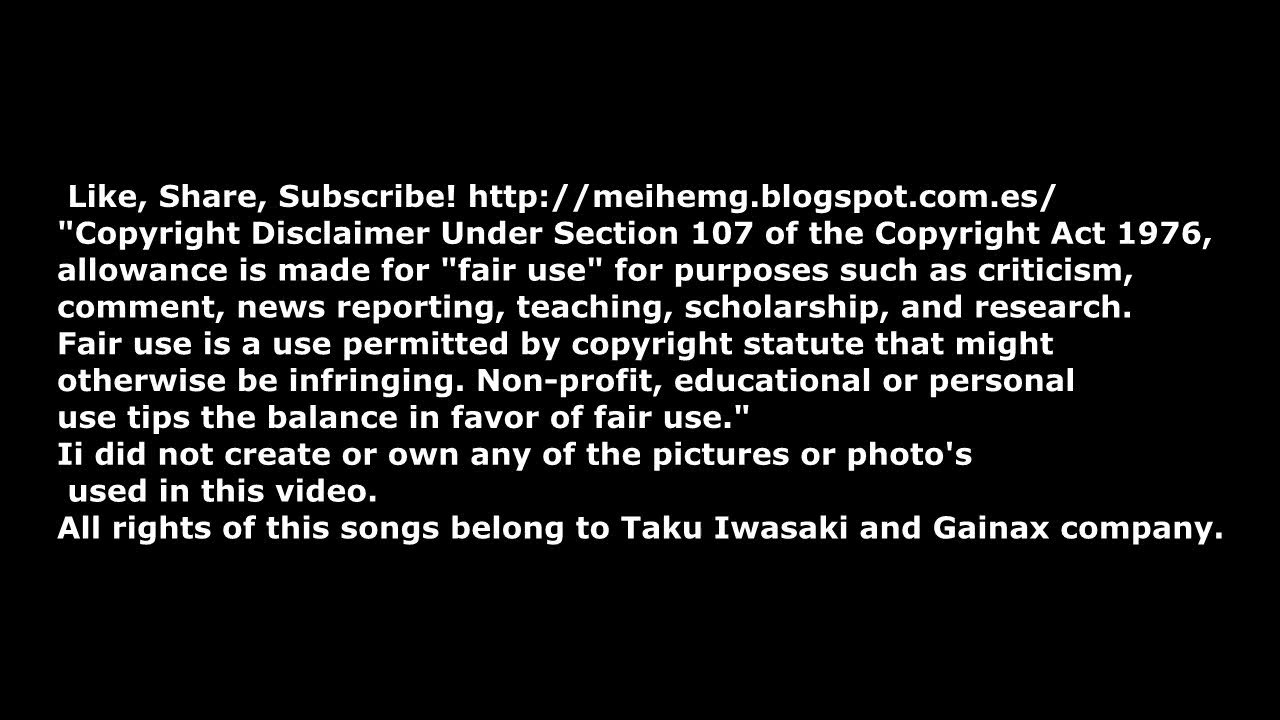 Like, Share, Subscribe! http://meihemg.blogspot.com.es/
"Copyright Disclaimer Under Section 107 of the Copyright Act 1976,
allowance is made for "fair use" for purposes such as criticism,
comment, news reporting, teaching, scholarship, and research.
Fair use is a use permitted by copyright statute that might
otherwise be infringing. Non-profit, educational or personal
use tips the balance in favor of fair use."
Ii did not create or own any of the pictures or photo's
used in this video.
All rights of this songs belong to Taku Iwasaki and Gainax company.